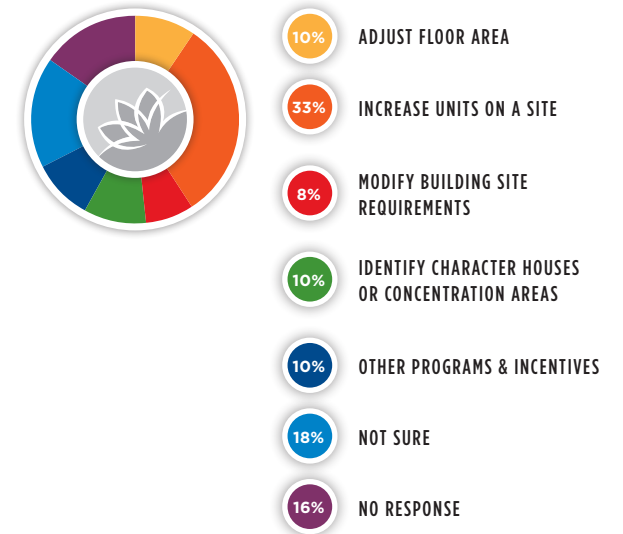 10% ADJUST FLOOR AREA
33% INCREASE UNITS ON A SITE
8% MODIFY BUILDING SITE
REQUIREMENTS
10% IDENTIFY CHARACTER HOUSES
OR CONCENTRATION AREAS
10% OTHER PROGRAMS & INCENTIVES
18% NOT SURE
16% NO RESPONSE